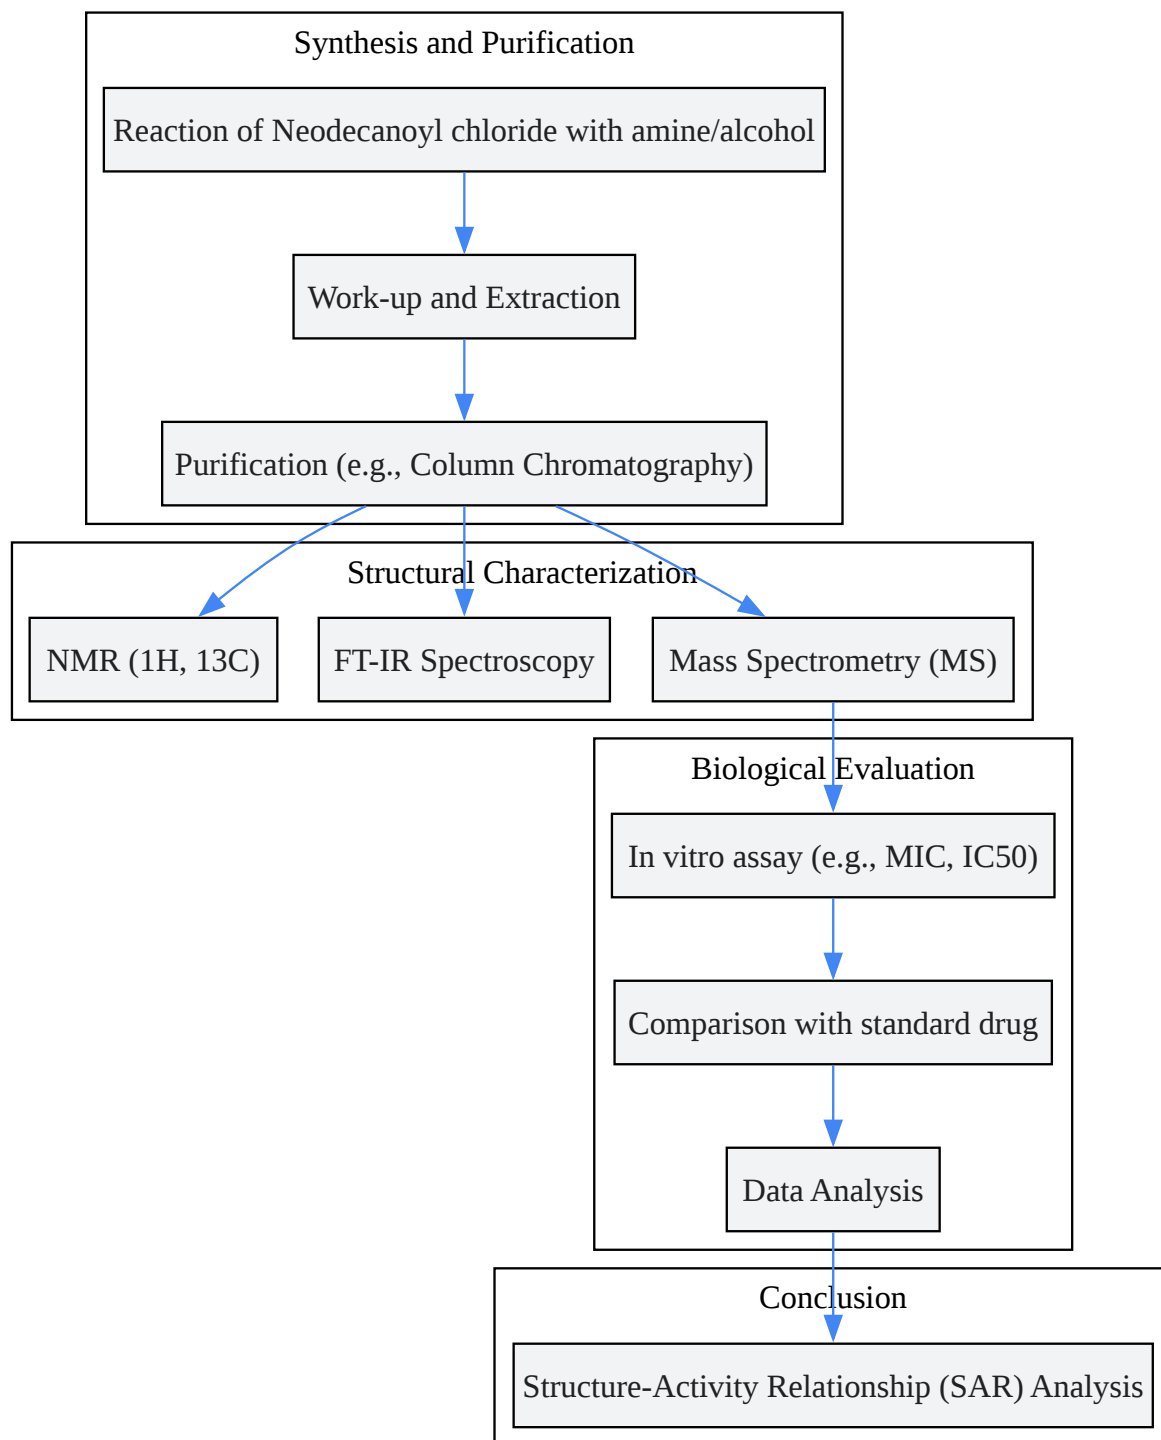 Synthesis and Purification
Reaction of Neodecanoyl chloride with amine/alcohol
Work-up and Extraction
Purification (e.g., Column Chromatography)
Structural Characterization
NMR (1H, 13C)
FT-IR Spectroscopy
Mass Spectrometry (MS)
Biological Evaluation
In vitro assay (e.g., MIC, IC50)
Comparison with standard drug
Data Analysis
Conclusion
Structure-Activity Relationship (SAR) Analysis